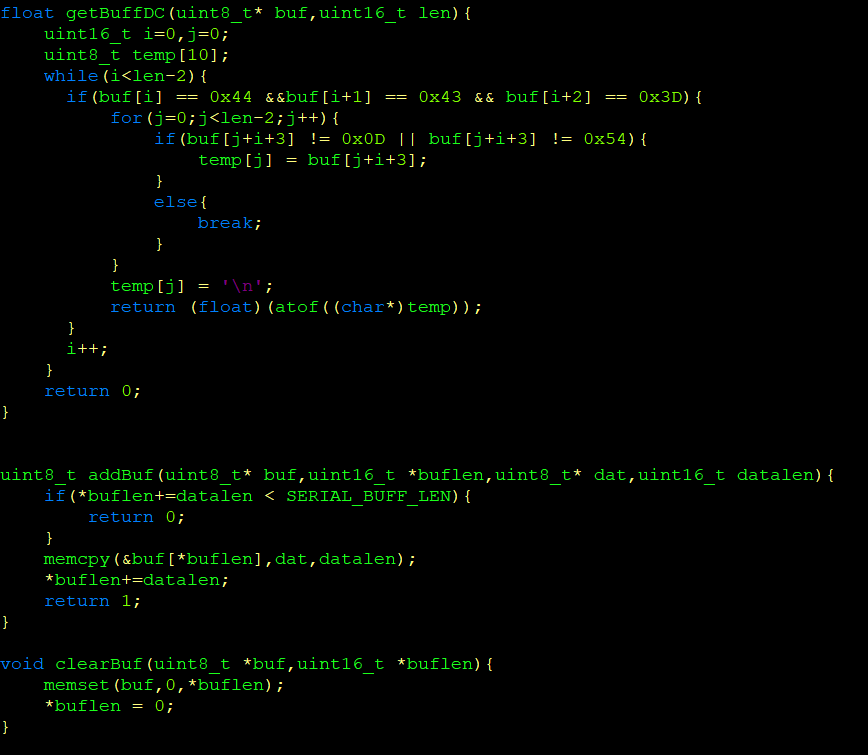 float getBuffDC(uint8_t* buf,uint16_t len){
    uint16_t i=0,j=0;
    uint8_t temp[10];
    while(i<len-2){
      if(buf[i] == 0x44 &&buf[i+1] == 0x43 && buf[i+2] == 0x3D){
          for(j=0;j<len-2;j++){
              if(buf[j+i+3] != 0x0D || buf[j+i+3] != 0x54){
                  temp[j] = buf[j+i+3];
              }
              else{
                  break;
              }
          }
          temp[j] = '\n';
          return (float)(atof((char*)temp));
      }
      i++;
    }
    return 0;
}

uint8_t addBuf(uint8_t* buf,uint16_t *buflen,uint8_t* dat,uint16_t datalen){
    if(*buflen+=datalen < SERIAL_BUFF_LEN){
        return 0;
    }
    memcpy(&buf[*buflen],dat,datalen);
    *buflen+=datalen;
    return 1;
}

void clearBuf(uint8_t *buf,uint16_t *buflen){
    memset(buf,0,*buflen);
    *buflen = 0;
}